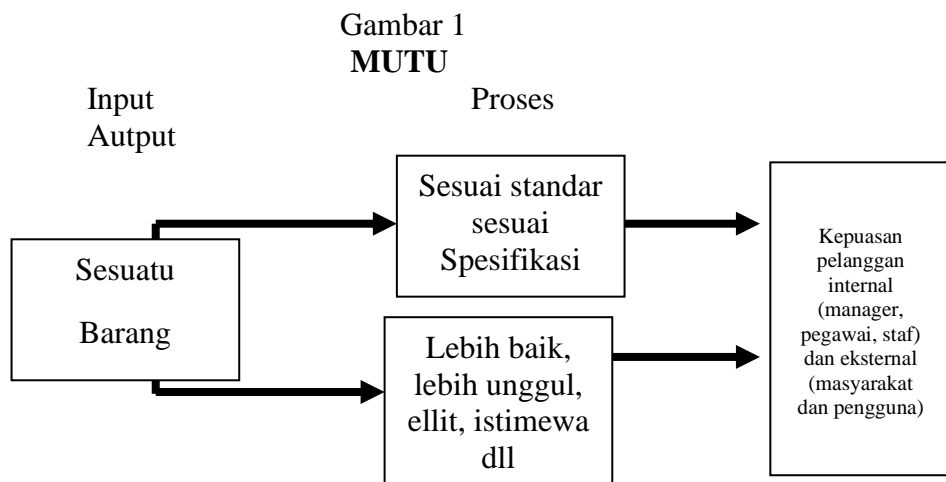 Gambar 1
MUTU
Input Proses
Autput
Sesuatu
Barang
Sesuai standar
sesuai
Spesifikasi
Lebih baik,
lebih unggul,
ellit, istimewa
dll
Kepuasan
pelanggan
internal
(manager,
pegawai, staf)
dan eksternal
(masyarakat
dan pengguna)